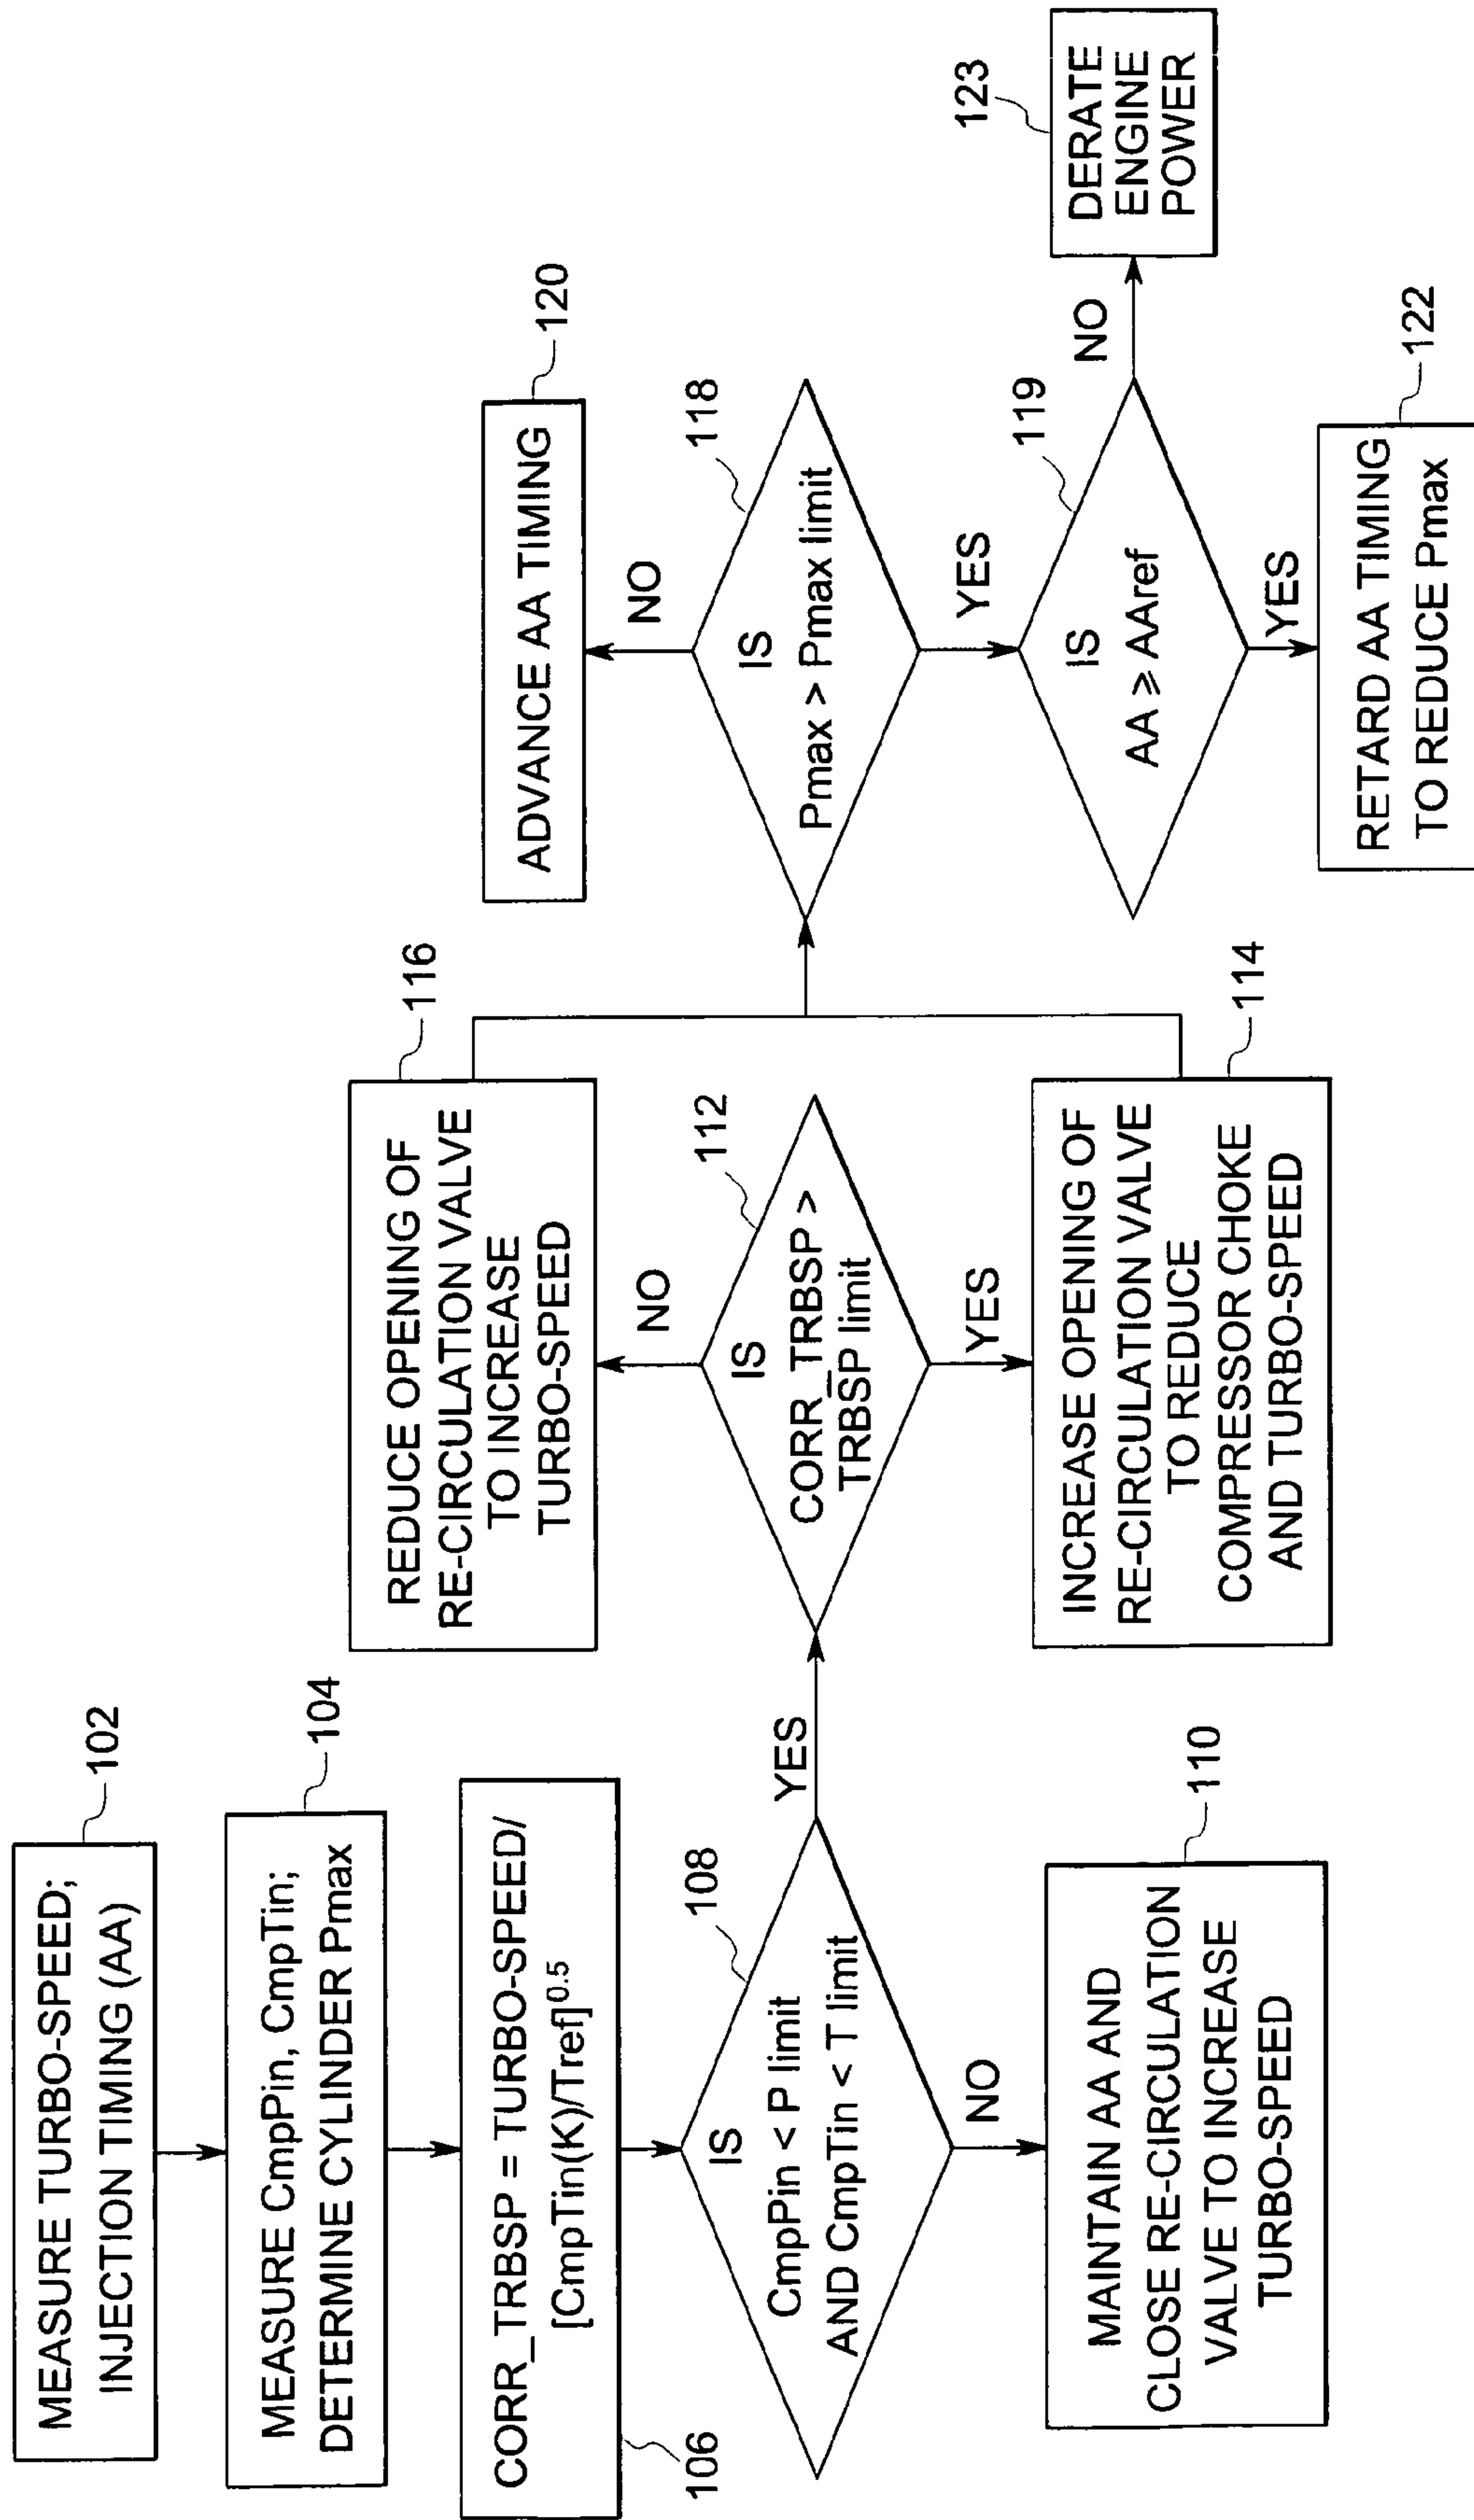 MEASURE TURBO-SPEED;
INJECTION TIMING (AA)
102
MEASURE CmpPin, CmpTin;
DETERMINE CYLINDER Pmax
104
CORR_TRBSP = TURBO-SPEED/
[CmpTin(K)/Tref]^0.5
106
IS
CmpPin < P limit
AND CmpTin < T limit
108
YES
NO
MAINTAIN AA AND
CLOSE RE-CIRCULATION
VALVE TO INCREASE
TURBO-SPEED
110
REDUCE OPENING OF
RE-CIRCULATION VALVE
TO INCREASE
TURBO-SPEED
116
NO
IS
CORR_TRBSP >
TRBSP limit
112
YES
INCREASE OPENING OF
RE-CIRCULATION VALVE
TO REDUCE
COMPRESSOR CHOKE
AND TURBO-SPEED
114
ADVANCE AA TIMING
120
NO
IS
Pmax > Pmax limit
118
YES
IS
AA ⩾ AAref
119
NO
DERATE
ENGINE
POWER
123
YES
RETARD AA TIMING
TO REDUCE Pmax
122